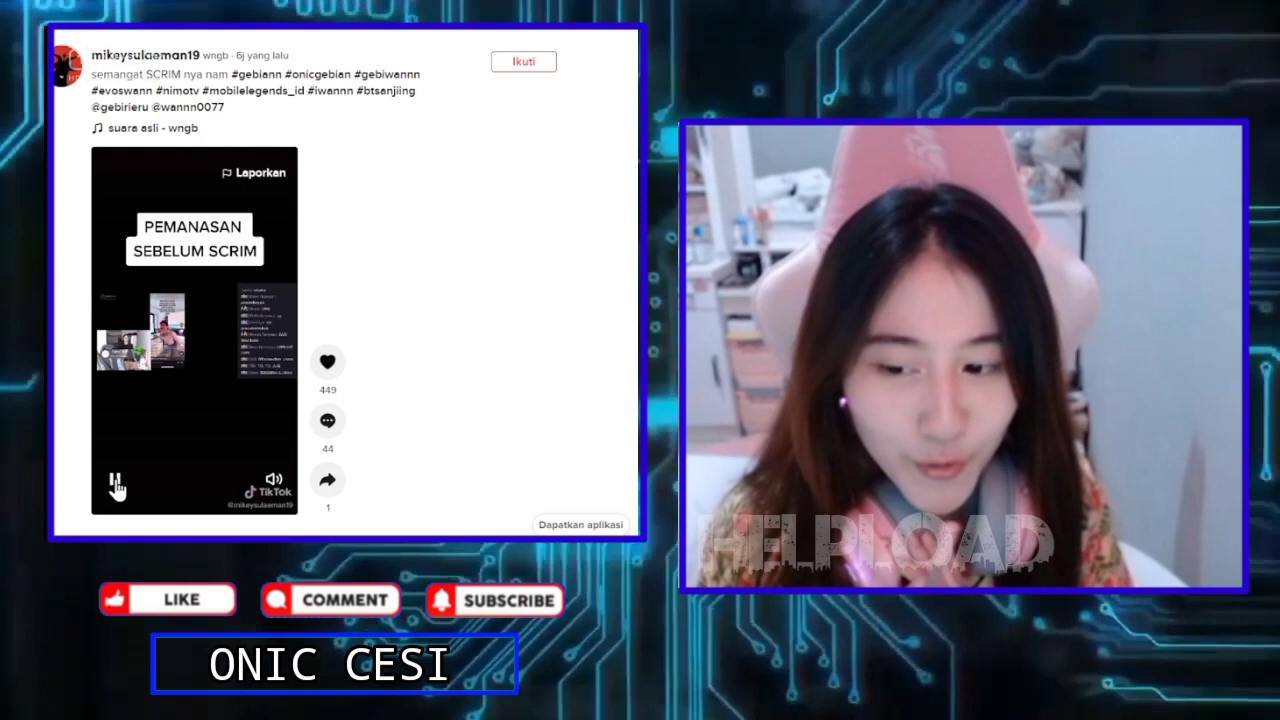 mikeysulaeman19 wngb · 6j yang lalu
Ikuti
semangat SCRIM nya nam #gebiann #onicgebian #gebiwannn
#evoswann #nimotv #mobilelegends_id #iwannn #btsanjiing
@gebirieru @wannn0077
suara asli - wngb
Laporkan
PEMANASAN
SEBELUM SCRIM
449
44
1
TikTok
@mikeysulaeman19
Dapatkan aplikasi
HELPLOAD
LIKE
COMMENT
SUBSCRIBE
ONIC CESI